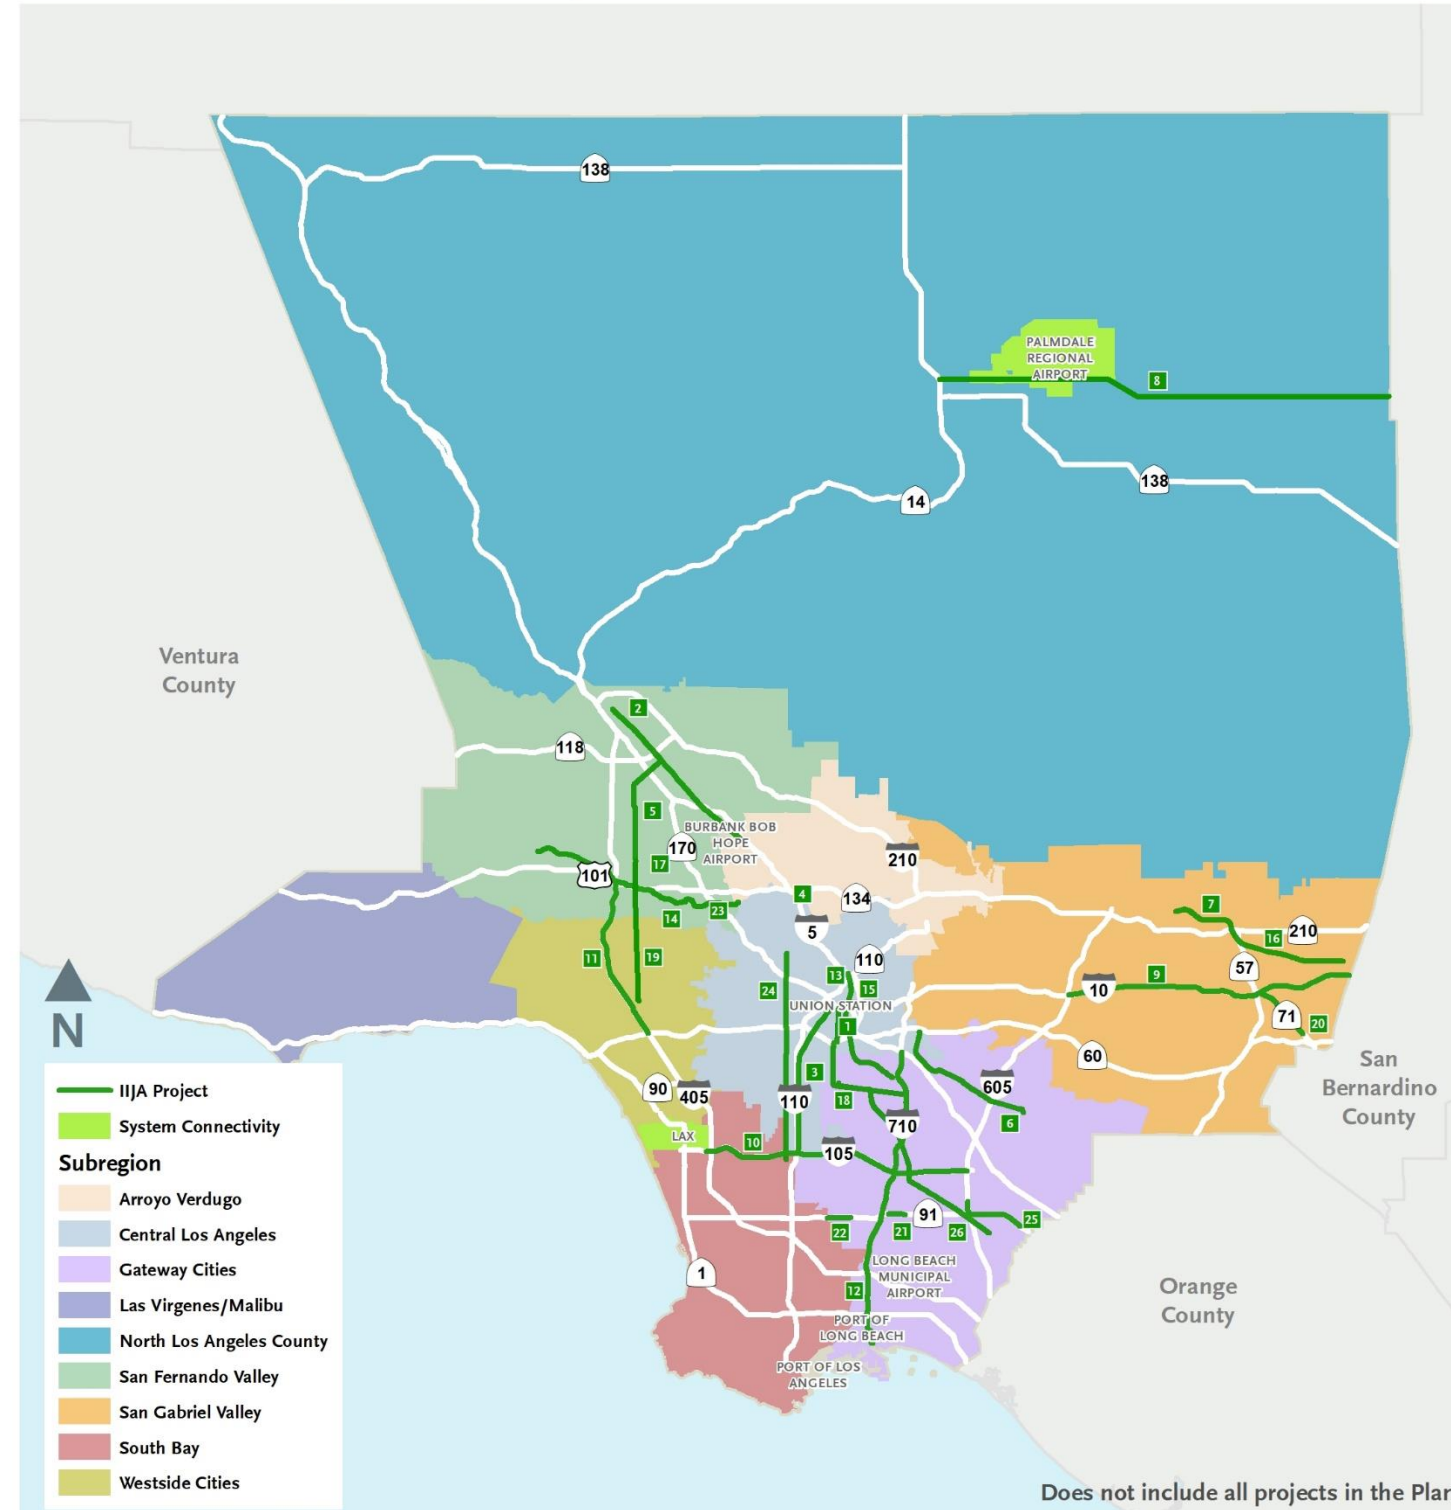 138
PALMDALE
REGIONAL
AIRPORT
8
138
14
Ventura
County
2
118
5
BURBANK BOB
HOPE
AIRPORT
170
17
210
101
4
134
7
14
23
5
16
210
11
19
110
57
13
9
24
15
10
UNION STATION
71
1
20
N
60
San
Bernardino
County
3
605
90
405
110
18
710
6
LAX
10
105
22
21
91
26
25
1
LONG BEACH
MUNICIPAL
AIRPORT
12
Orange
County
PORT OF
LONG BEACH
PORT OF LOS
ANGELES
IIJA Project
System Connectivity
Subregion
Arroyo Verdugo
Central Los Angeles
Gateway Cities
Las Virgenes/Malibu
North Los Angeles County
San Fernando Valley
San Gabriel Valley
South Bay
Westside Cities
Does not include all projects in the Plan